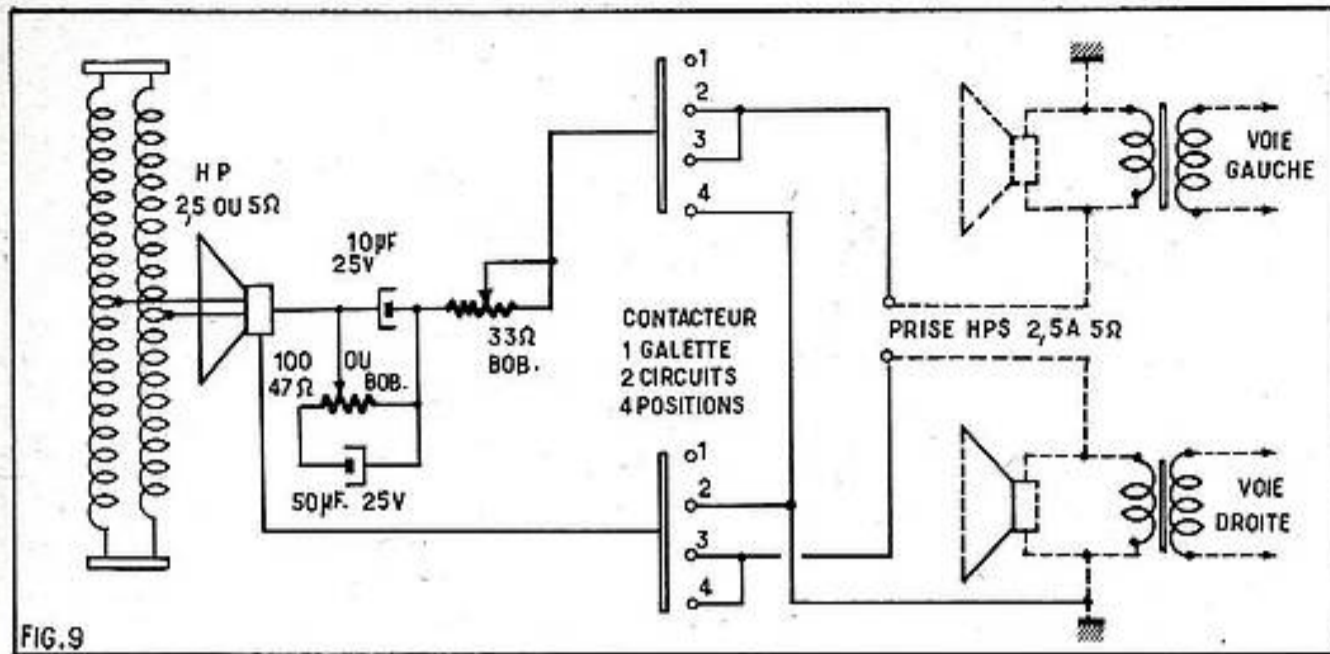 HP
2,5 OU 5Ω
10µF
25V
33Ω
BOB.
100 OU
47Ω BOB.
50µF. 25V
1
2
3
4
CONTACTEUR
1 GALETTE
2 CIRCUITS
4 POSITIONS
1
2
3
4
PRISE HPS 2,5A 5Ω
VOIE
GAUCHE
VOIE
DROITE
FIG.9